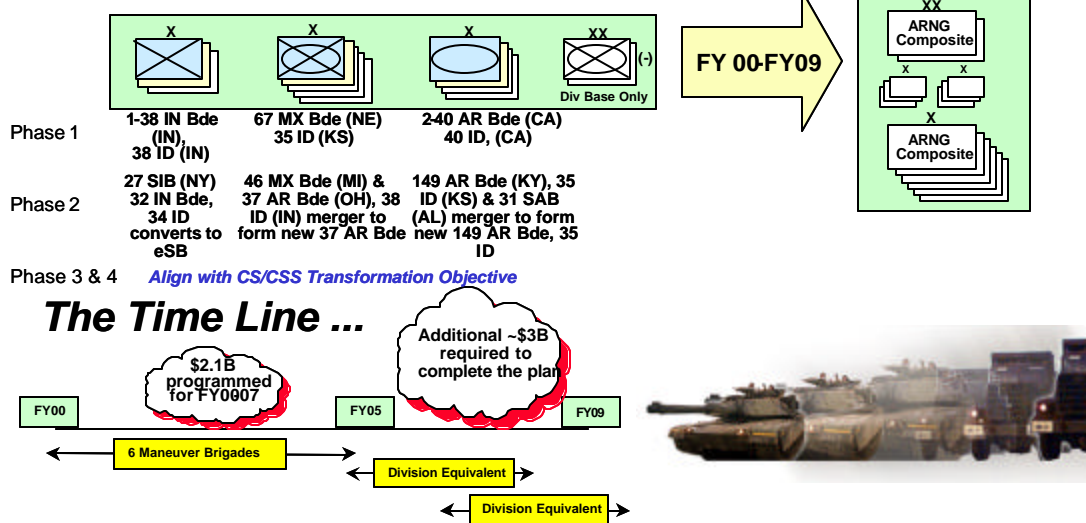 X
X
X
XX
(-)
Div Base Only
FY 00-FY09
XX
ARNG
Composite
X
X
X
ARNG
Composite
Phase 1
1-38 IN Bde
(IN),
38 ID (IN)
67 MX Bde (NE)
35 ID (KS)
2-40 AR Bde (CA)
40 ID, (CA)
Phase 2
27 SIB (NY)
32 IN Bde,
34 ID
converts to
eSB
46 MX Bde (MI) &
37 AR Bde (OH), 38
ID (IN) merger to
form new 37 AR Bde
149 AR Bde (KY), 35
ID (KS) & 31 SAB
(AL) merger to form
new 149 AR Bde, 35
ID
Phase 3 & 4
Align with CS/CSS Transformation Objective
The Time Line ...
$2.1B
programmed
for FY0007
Additional ~$3B
required to
complete the plan
FY00
FY05
FY09
6 Maneuver Brigades
Division Equivalent
Division Equivalent